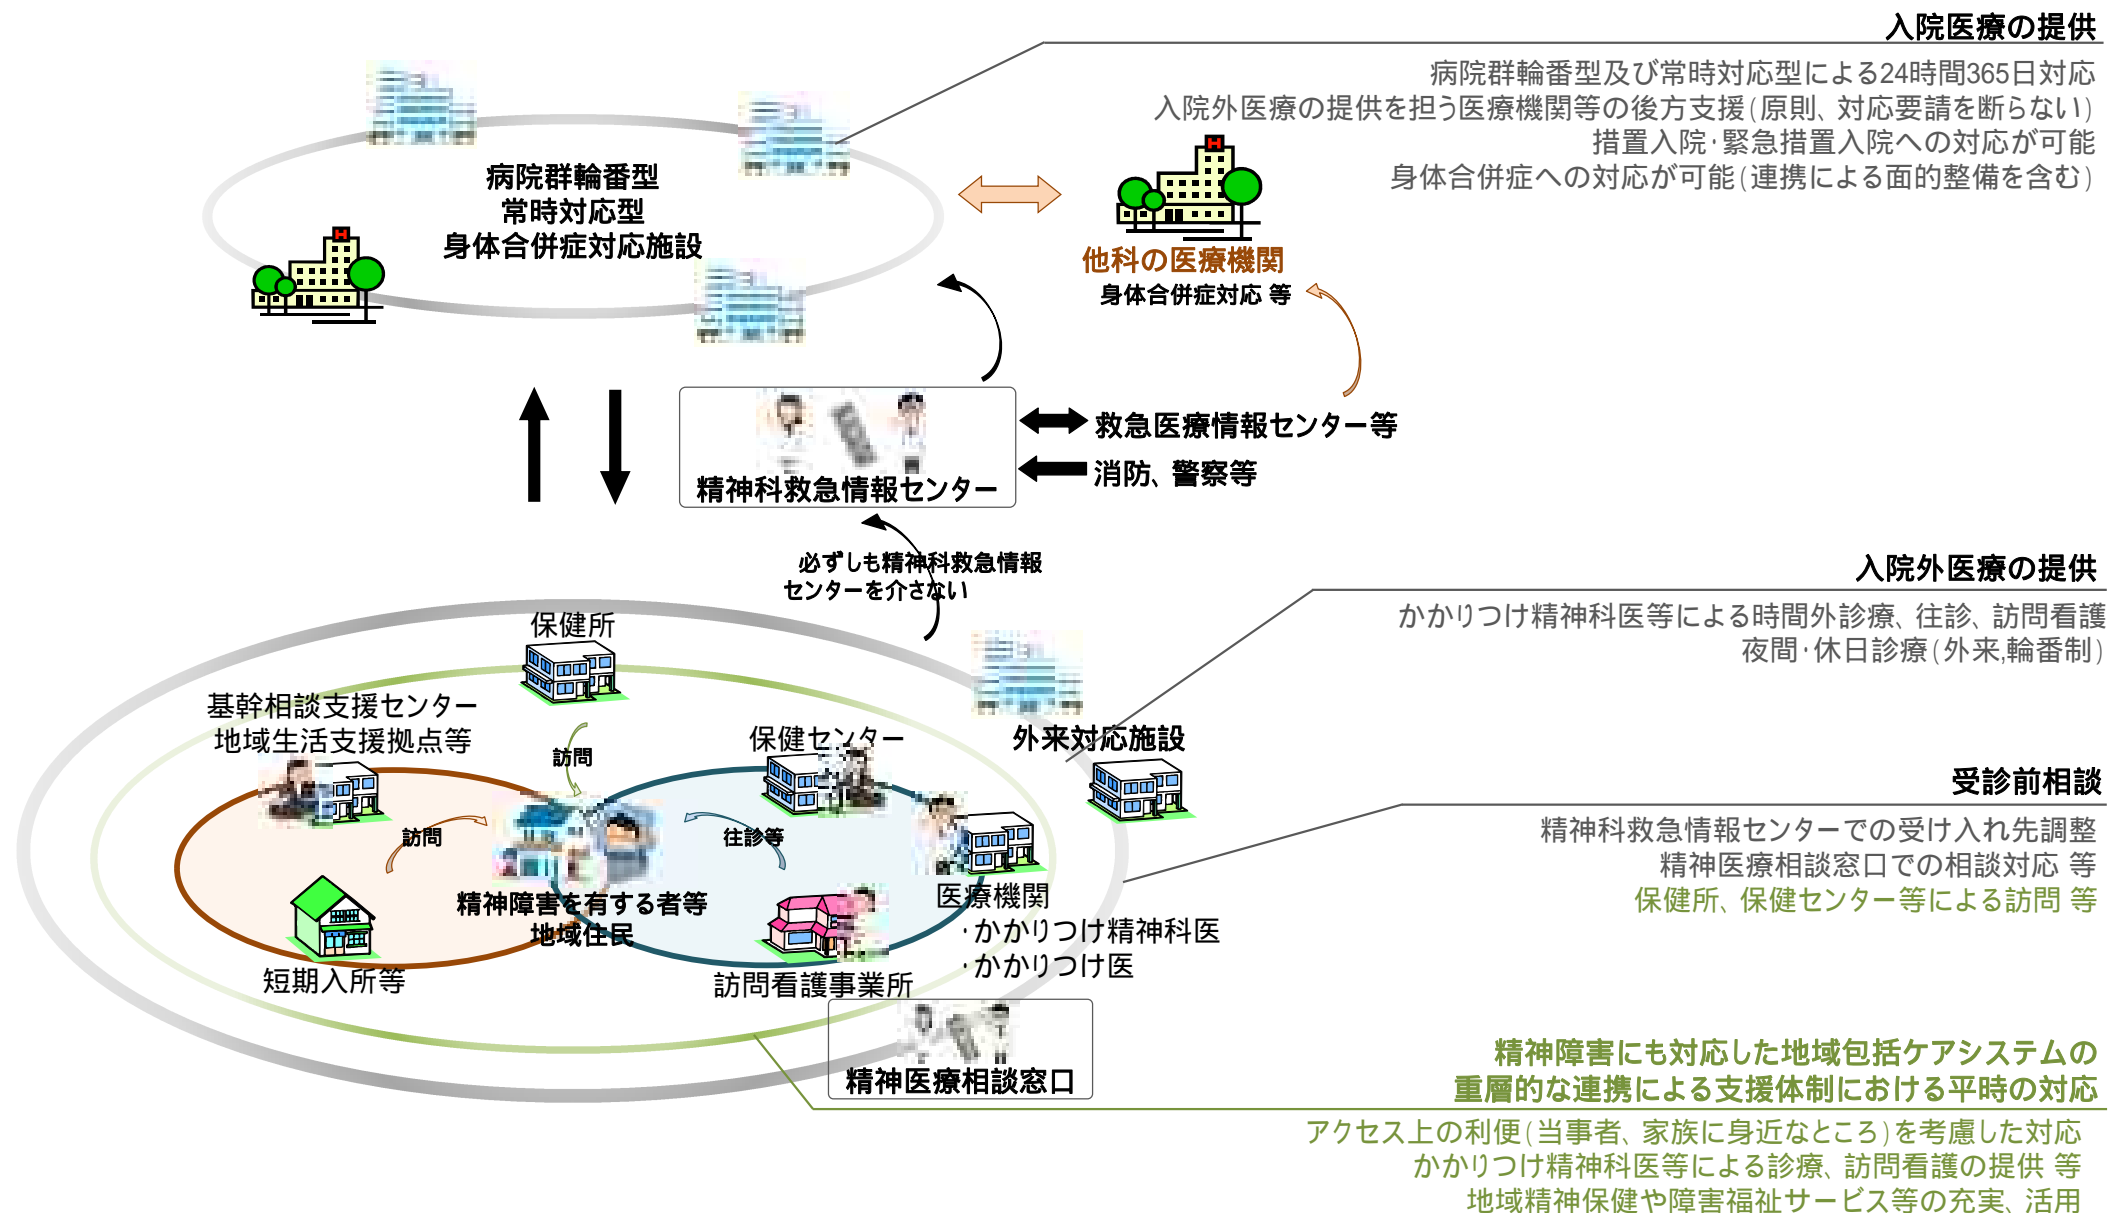 入院医療の提供
病院群輪番型及び常時対応型による24時間365日対応
入院外医療の提供を担う医療機関等の後方支援(原則、対応要請を断らない)
措置入院･緊急措置入院への対応が可能
身体合併症への対応が可能(連携による面的整備を含む)
病院群輪番型
常時対応型
身体合併症対応施設
他科の医療機関
身体合併症対応 等
救急医療情報センター等
消防、警察等
精神科救急情報センター
必ずしも精神科救急情報
センターを介さない
入院外医療の提供
かかりつけ精神科医等による時間外診療、往診、訪問看護
夜間･休日診療(外来,輪番制)
保健所
基幹相談支援センター
地域生活支援拠点等
訪問
保健センター
外来対応施設
受診前相談
精神科救急情報センターでの受け入れ先調整
精神医療相談窓口での相談対応 等
保健所、保健センター等による訪問 等
訪問
往診等
精神障害を有する者等
地域住民
医療機関
･かかりつけ精神科医
･かかりつけ医
短期入所等
訪問看護事業所
精神医療相談窓口
精神障害にも対応した地域包括ケアシステムの
重層的な連携による支援体制における平時の対応
アクセス上の利便(当事者、家族に身近なところ)を考慮した対応
かかりつけ精神科医等による診療、訪問看護の提供 等
地域精神保健や障害福祉サービス等の充実、活用